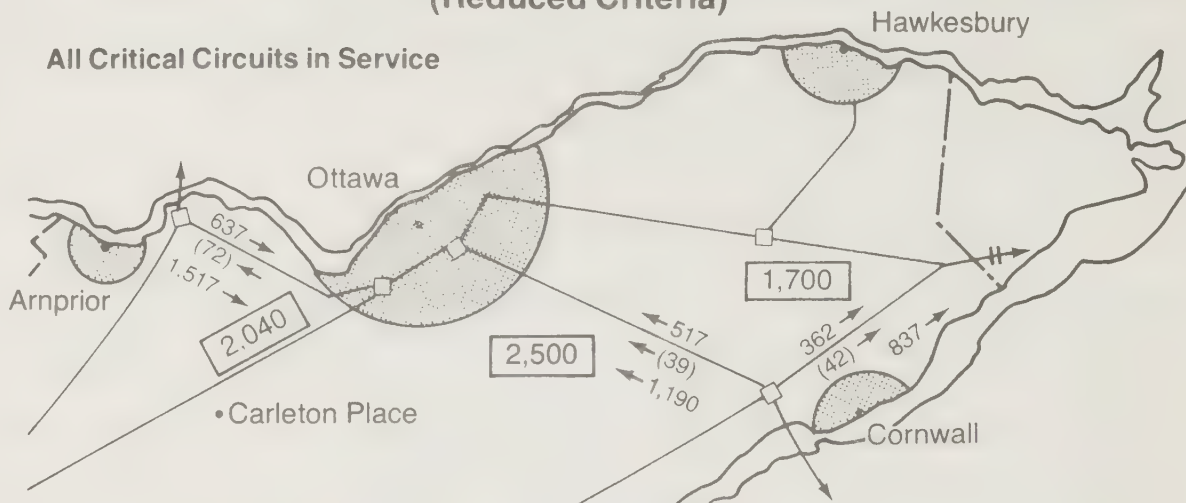 (Reduced Criteria)
Hawkesbury
All Critical Circuits in Service
Ottawa
637
(72)
1.517
Arnprior
2.040
1,700
517
(39)
1,190
362
(42)
837
2,500
•Carleton Place
Cornwall